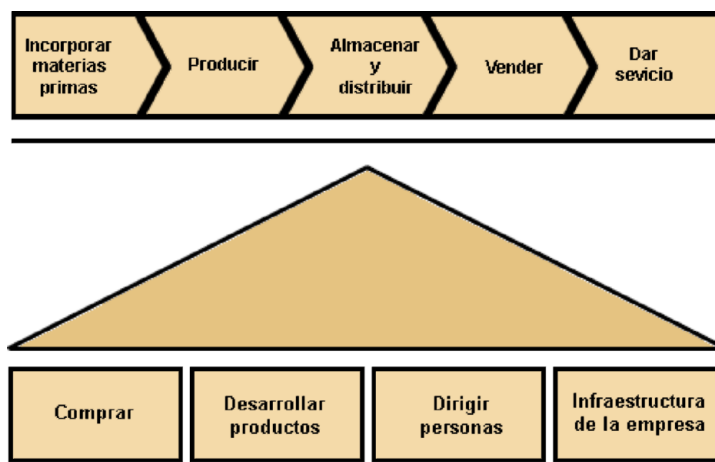 Incorporar
materias
primas
Producir
Almacenar
y
distribuir
Vender
Dar
sevicio
Comprar
Desarrollar
productos
Dirigir
personas
Infraestructura
de la empresa